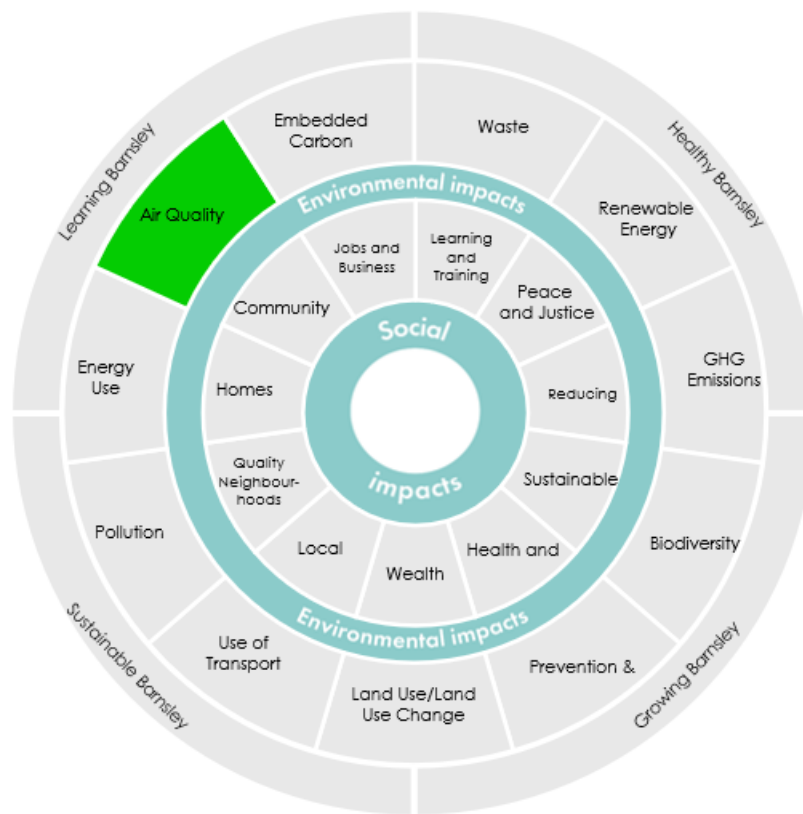 Learning Barnsley
Healthy Barnsley
Growing Barnsley
Sustainable Barnsley
Embedded
Carbon
Waste
Renewable
Energy
GHG
Emissions
Biodiversity
Prevention &
Land Use/Land
Use Change
Use of
Transport
Pollution
Energy
Use
Air Quality
Environmental impacts
Environmental impacts
Jobs and
Business
Learning
and
Training
Peace
and Justice
Reducing
Sustainable
Health and
Wealth
Local
Quality
Neighbour-
hoods
Homes
Community
Social
impacts